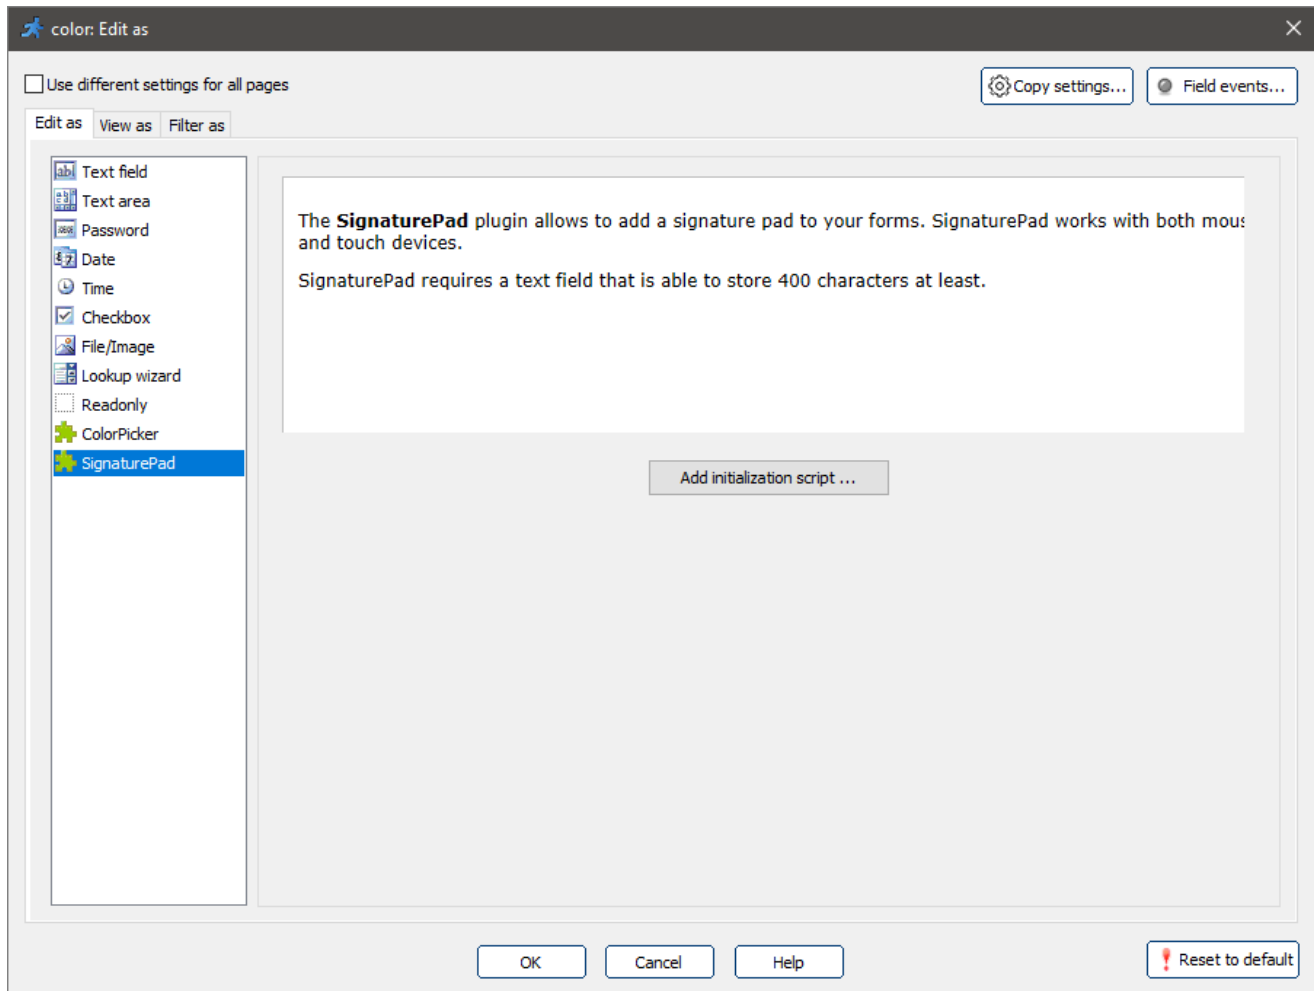 color: Edit as
Use different settings for all pages
Copy settings...
Field events...
Edit as
View as
Filter as
Text field
Text area
Password
Date
Time
Checkbox
File/Image
Lookup wizard
Readonly
ColorPicker
SignaturePad
The SignaturePad plugin allows to add a signature pad to your forms. SignaturePad works with both
and touch devices.
SignaturePad requires a text field that is able to store 400 characters at least.
Add initialization script ...
OK
Cancel
Help
Reset to default